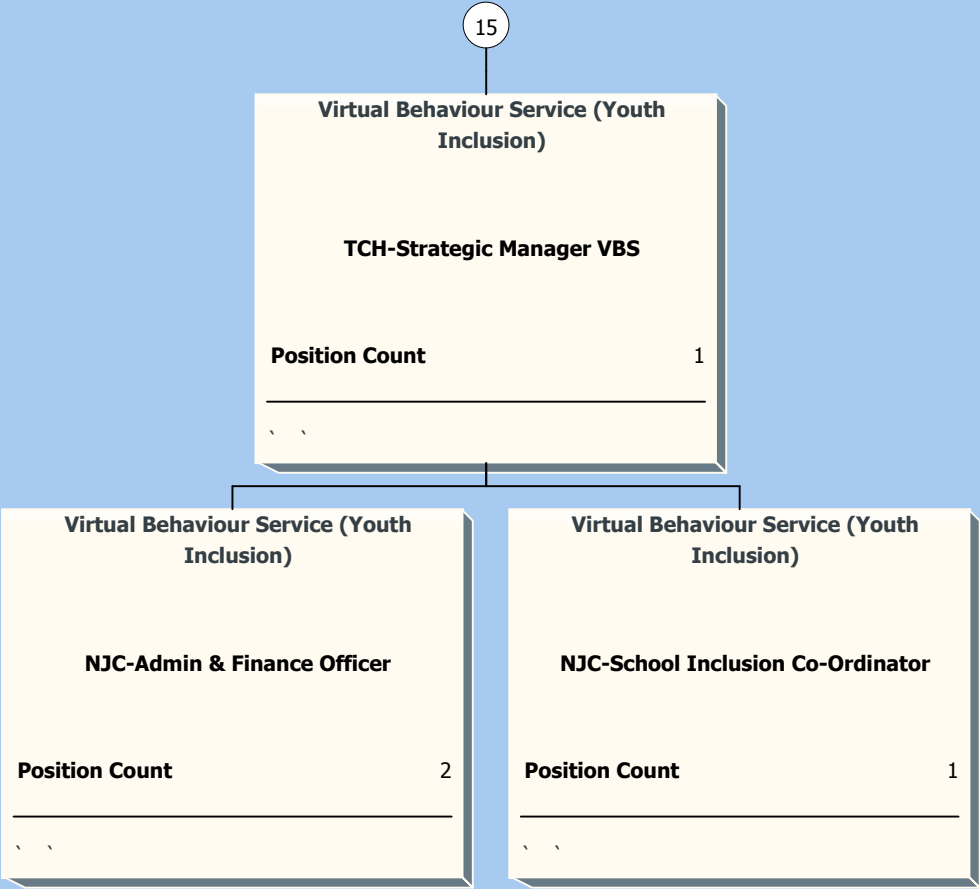 15
Virtual Behaviour Service (Youth
Inclusion)
TCH-Strategic Manager VBS
Position Count 1
` `
Virtual Behaviour Service (Youth
Inclusion)
NJC-Admin & Finance Officer
Position Count 2
` `
Virtual Behaviour Service (Youth
Inclusion)
NJC-School Inclusion Co-Ordinator
Position Count 1
` `